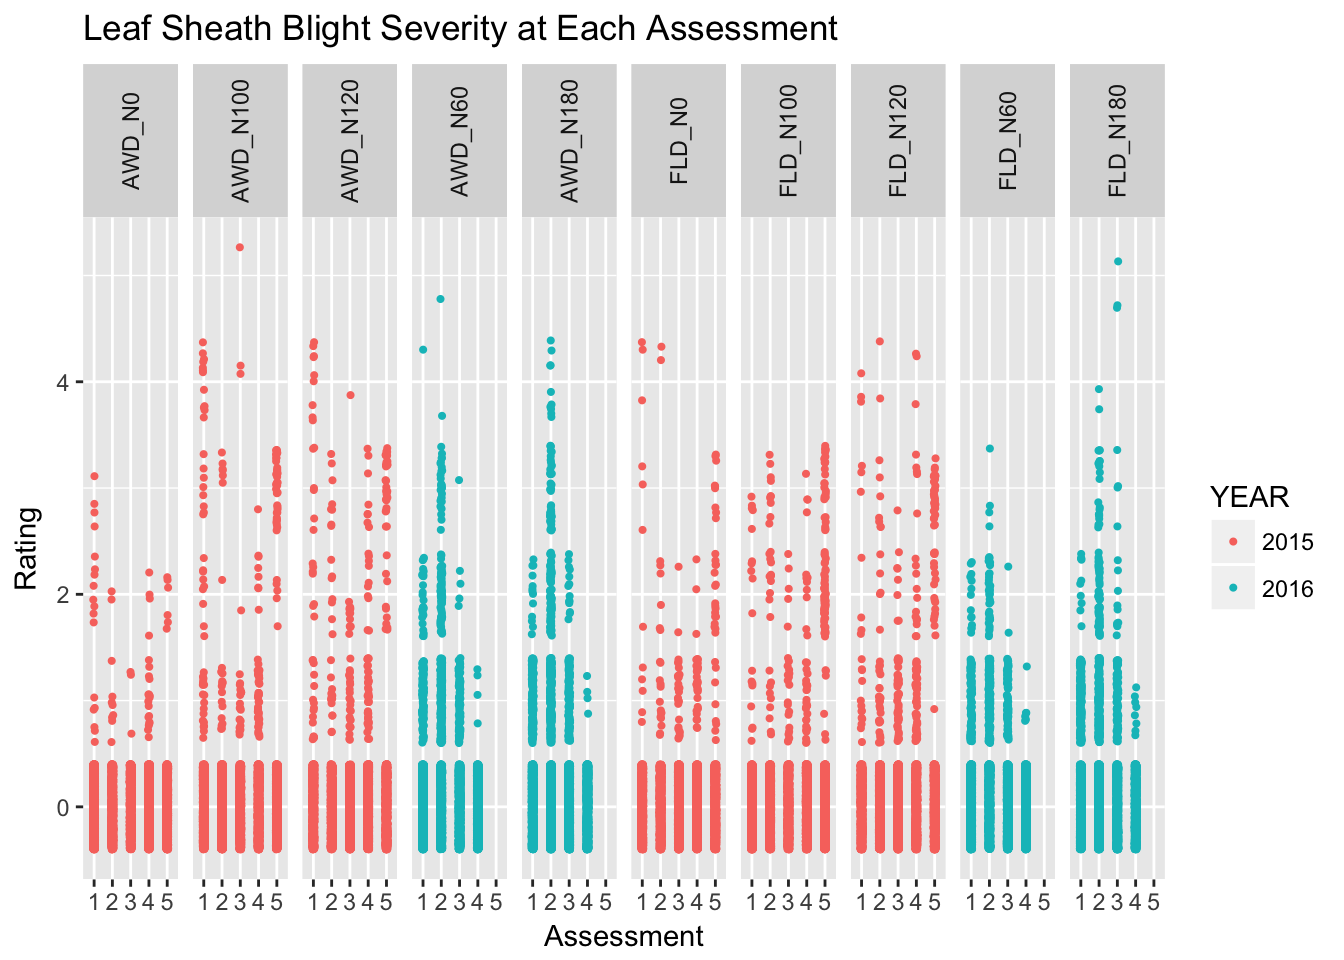 Leaf Sheath Blight Severity at Each Assessment
AWD_N0
AWD_N100
AWD_N120
AWD_N60
AWD_N180
FLD_N0
FLD_N100
FLD_N120
FLD_N60
FLD_N180
Rating
4
2
0
1 2 3 4 5 1 2 3 4 5 1 2 3 4 5 1 2 3 4 5 1 2 3 4 5 1 2 3 4 5 1 2 3 4 5 1 2 3 4 5 1 2 3 4 5 1 2 3 4 5
Assessment
YEAR
2015
2016